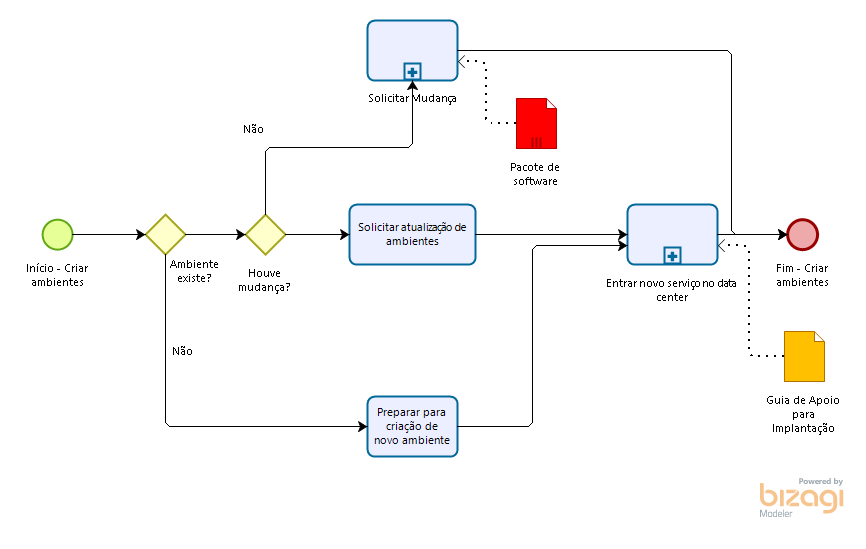 Solicitar Mudança
Não
Pacote de
software
Solicitar atualização de
ambientes
Início - Criar
ambientes
Ambiente
existe?
Houve
mudança?
Entrar novo serviço no data
center
Fim - Criar
ambientes
Não
Preparar para
criação de
novo ambiente
Guia de Apoio
para
Implantação
Powered by
bizagi
Modeler